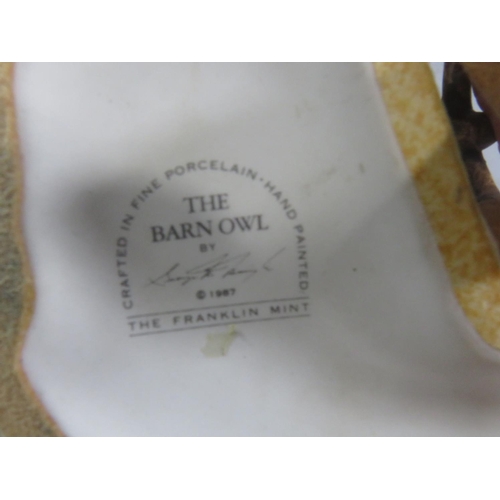 CRAFTED IN FINE PORCELAIN • HAND PAINTED
THE
BARN OWL
BY
© 1987
THE FRANKLIN MINT